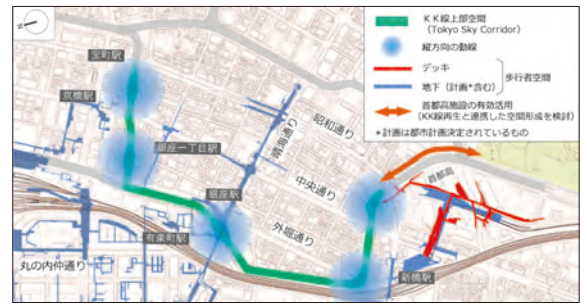 KK線上部空間
(Tokyo Sky Corridor)
縦方向の動線
デッキ
地下(計画*含む)
歩行者空間
首都高施設の有効活用
(KK線再生と連携した空間形成を検討)
*計画は都市計画決定されているもの
宝町駅
京橋駅
銀座一丁目駅
昭和通り
晴海通り
銀座駅
中央通り
首都高
有楽町駅
外堀通り
新橋駅
丸の内仲通り